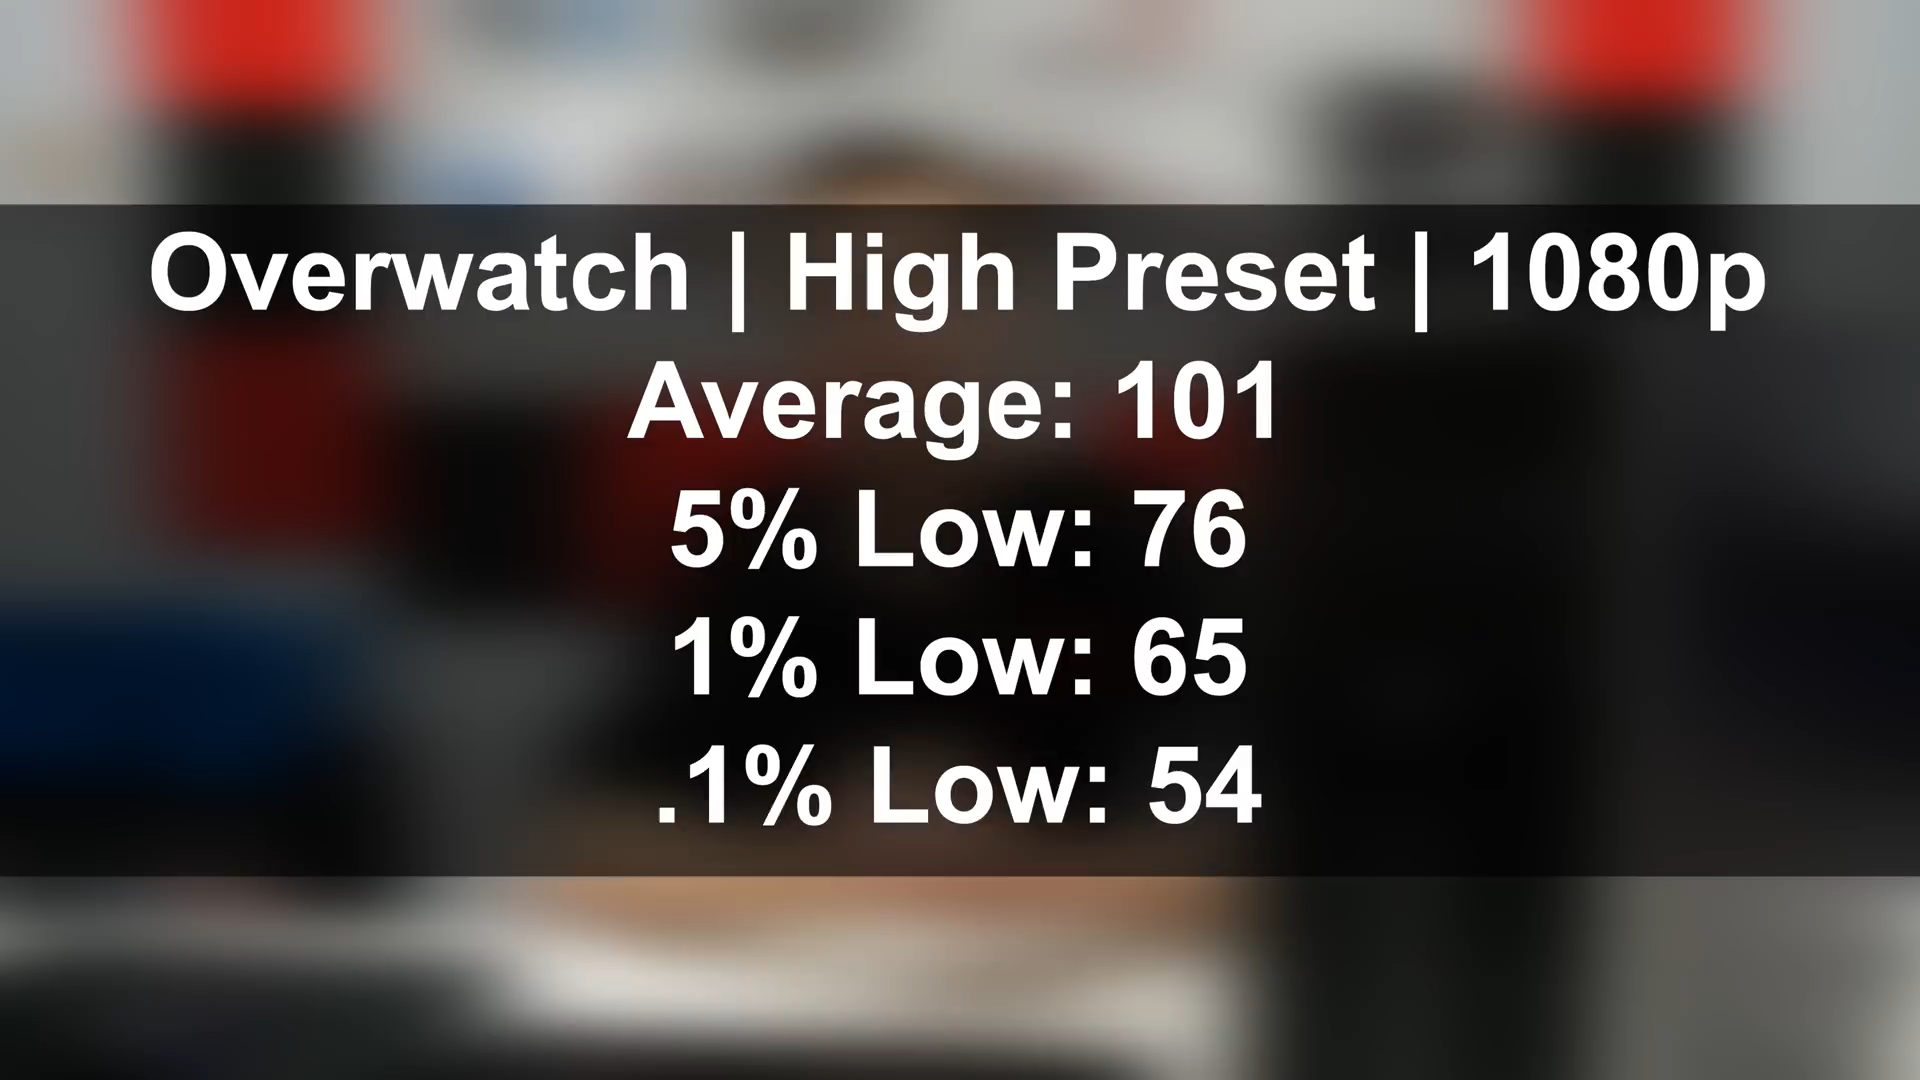 Overwatch | High Preset | 1080p
Average: 101
5% Low: 76
1% Low: 65
.1% Low: 54